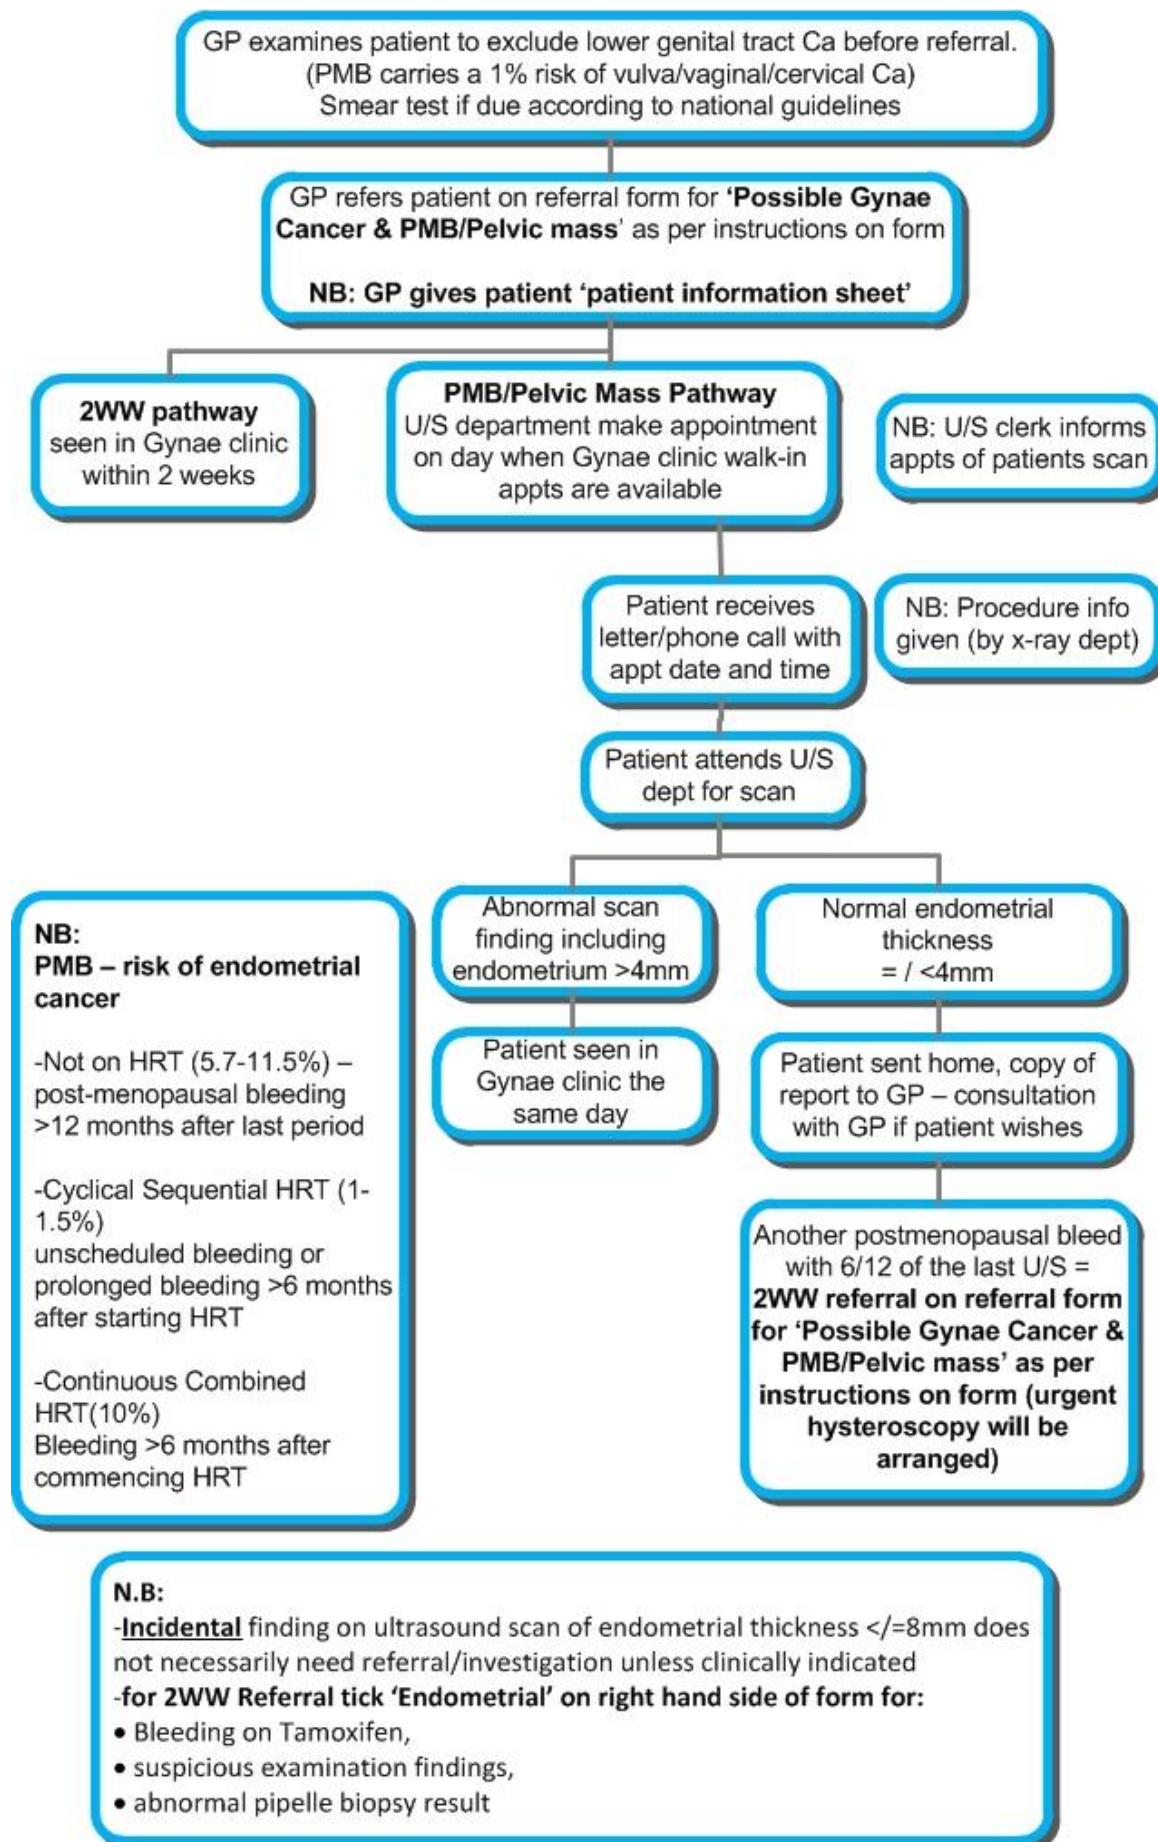 GP examines patient to exclude lower genital tract Ca before referral.
(PMB carries a 1% risk of vulva/vaginal/cervical Ca)
Smear test if due according to national guidelines
GP refers patient on referral form for ‘Possible Gynae
Cancer & PMB/Pelvic mass’ as per instructions on form
NB: GP gives patient ‘patient information sheet’
2WW pathway
seen in Gynae clinic
within 2 weeks
PMB/Pelvic Mass Pathway
U/S department make appointment
on day when Gynae clinic walk-in
appts are available
NB: U/S clerk informs
appts of patients scan
Patient receives
letter/phone call with
appt date and time
NB: Procedure info
given (by x-ray dept)
Patient attends U/S
dept for scan
Abnormal scan
finding including
endometrium >4mm
Normal endometrial
thickness
= / <4mm
Patient seen in
Gynae clinic the
same day
Patient sent home, copy of
report to GP – consultation
with GP if patient wishes
Another postmenopausal bleed
with 6/12 of the last U/S =
2WW referral on referral form
for ‘Possible Gynae Cancer &
PMB/Pelvic mass’ as per
instructions on form (urgent
hysteroscopy will be
arranged)
NB:
PMB – risk of endometrial
cancer
-Not on HRT (5.7-11.5%) –
post-menopausal bleeding
>12 months after last period
-Cyclical Sequential HRT (1-
1.5%)
unscheduled bleeding or
prolonged bleeding >6 months
after starting HRT
-Continuous Combined
HRT(10%)
Bleeding >6 months after
commencing HRT
N.B:
-Incidental finding on ultrasound scan of endometrial thickness </=8mm does
not necessarily need referral/investigation unless clinically indicated
-for 2WW Referral tick ‘Endometrial’ on right hand side of form for:
• Bleeding on Tamoxifen,
• suspicious examination findings,
• abnormal pipelle biopsy result